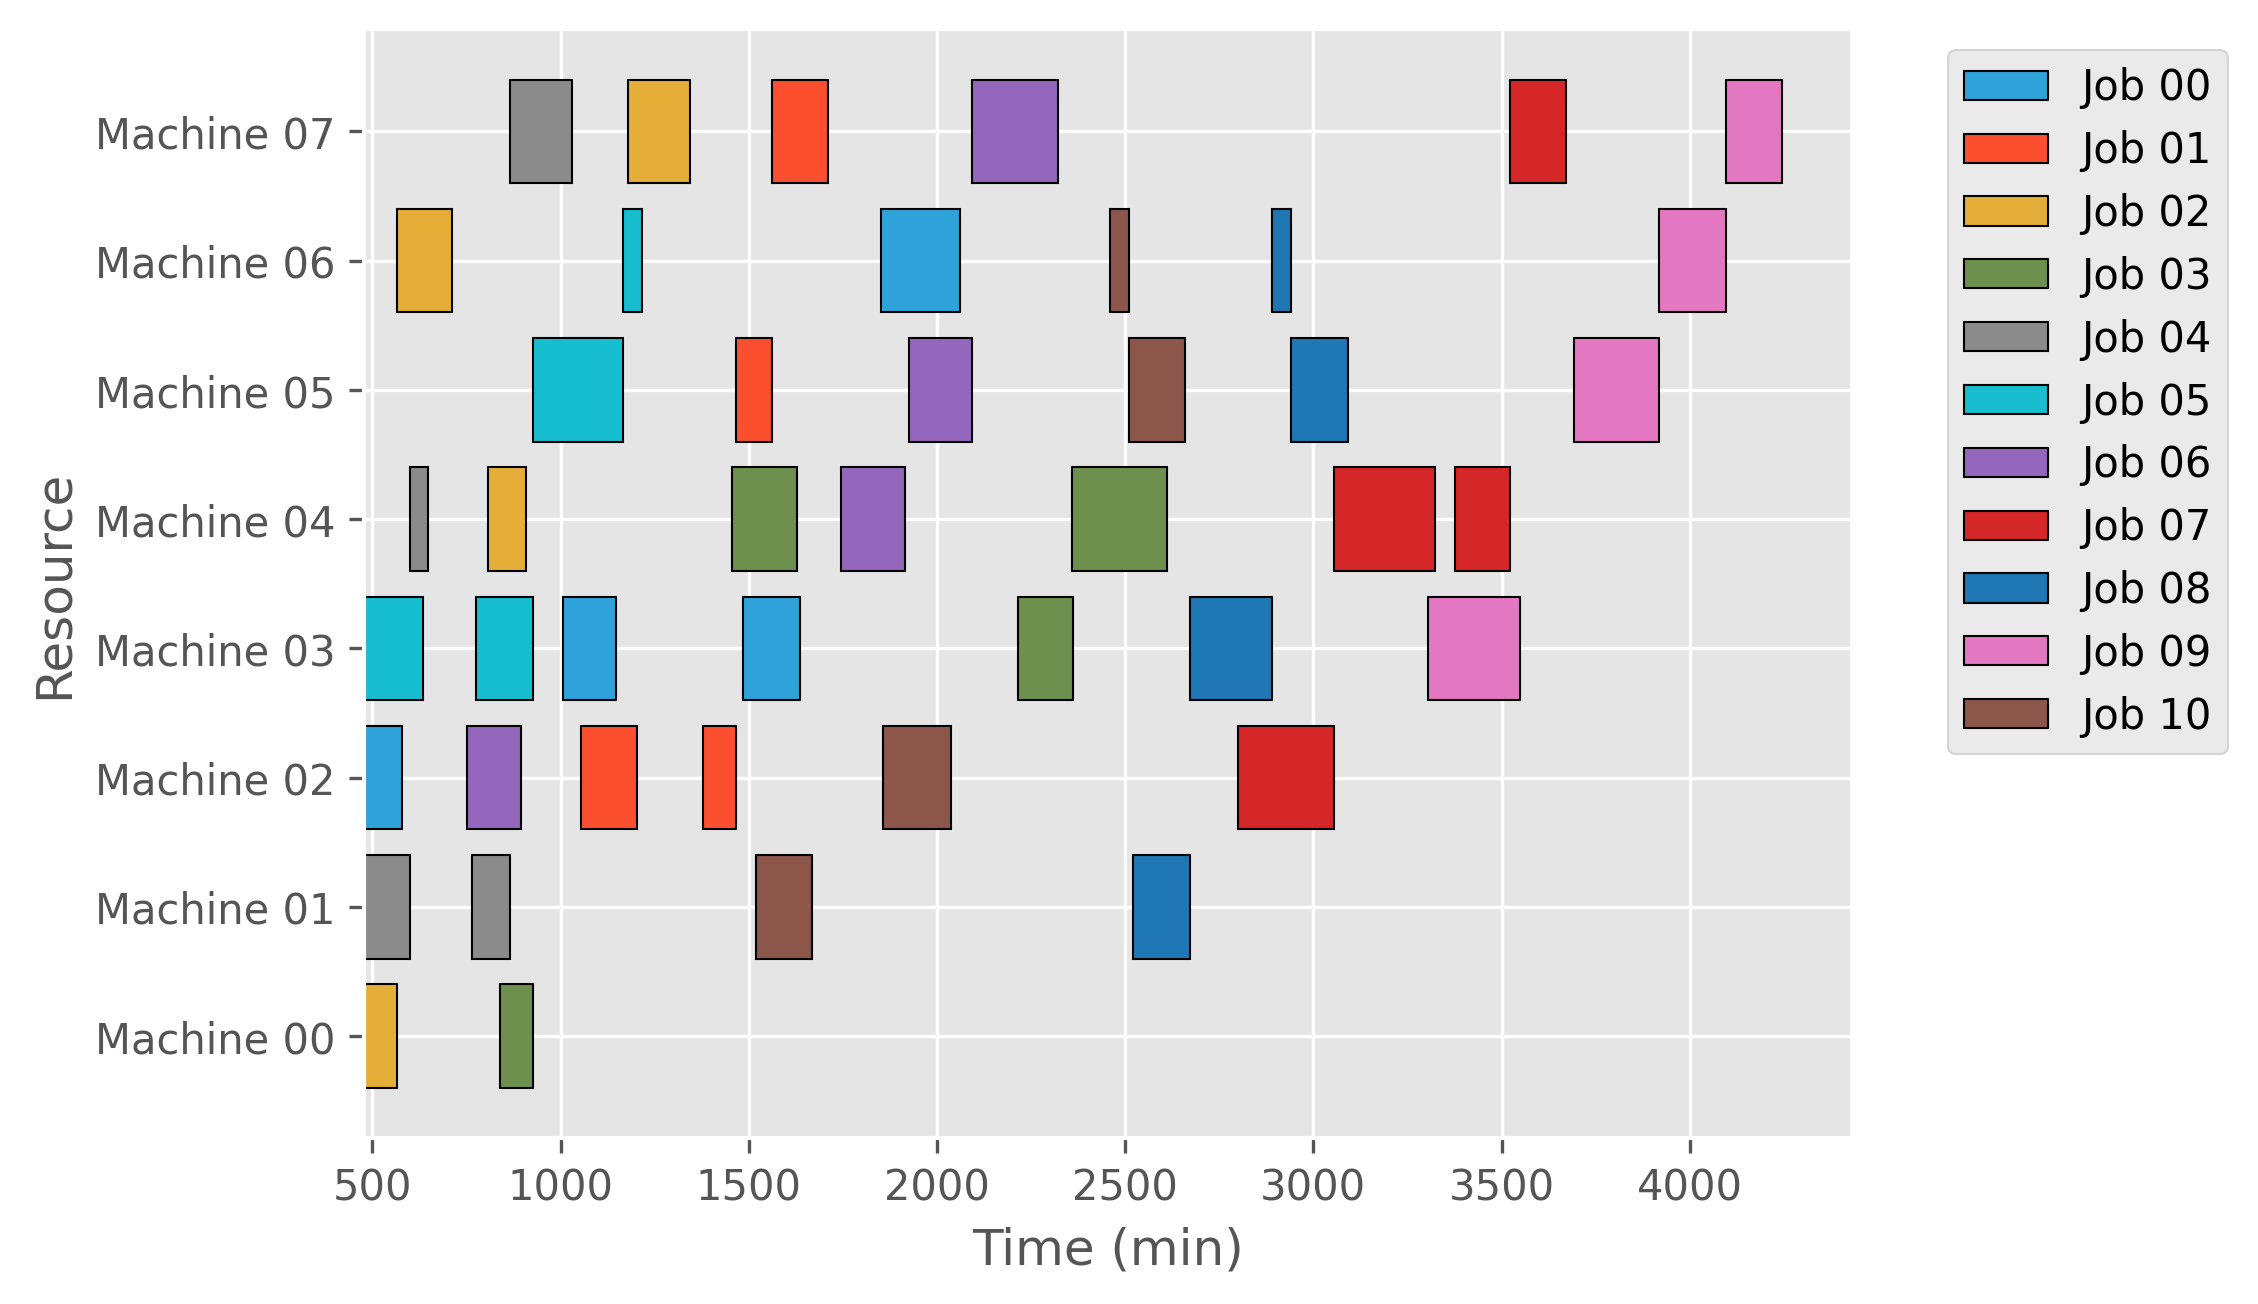 Machine 07
Machine 06
Machine 05
Machine 04
Machine 03
Machine 02
Machine 01
Machine 00
Resource
500 1000 1500 2000 2500 3000 3500 4000
Time (min)
Job 00
Job 01
Job 02
Job 03
Job 04
Job 05
Job 06
Job 07
Job 08
Job 09
Job 10